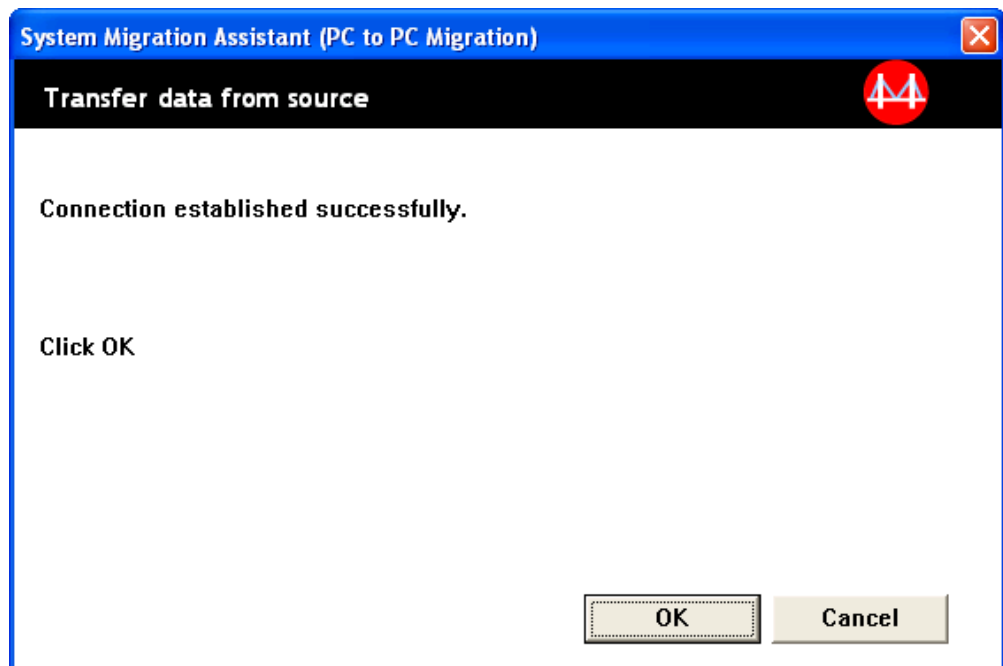 System Migration Assistant (PC to PC Migration)
Transfer data from source
Connection established successfully.
Click OK
OK
Cancel